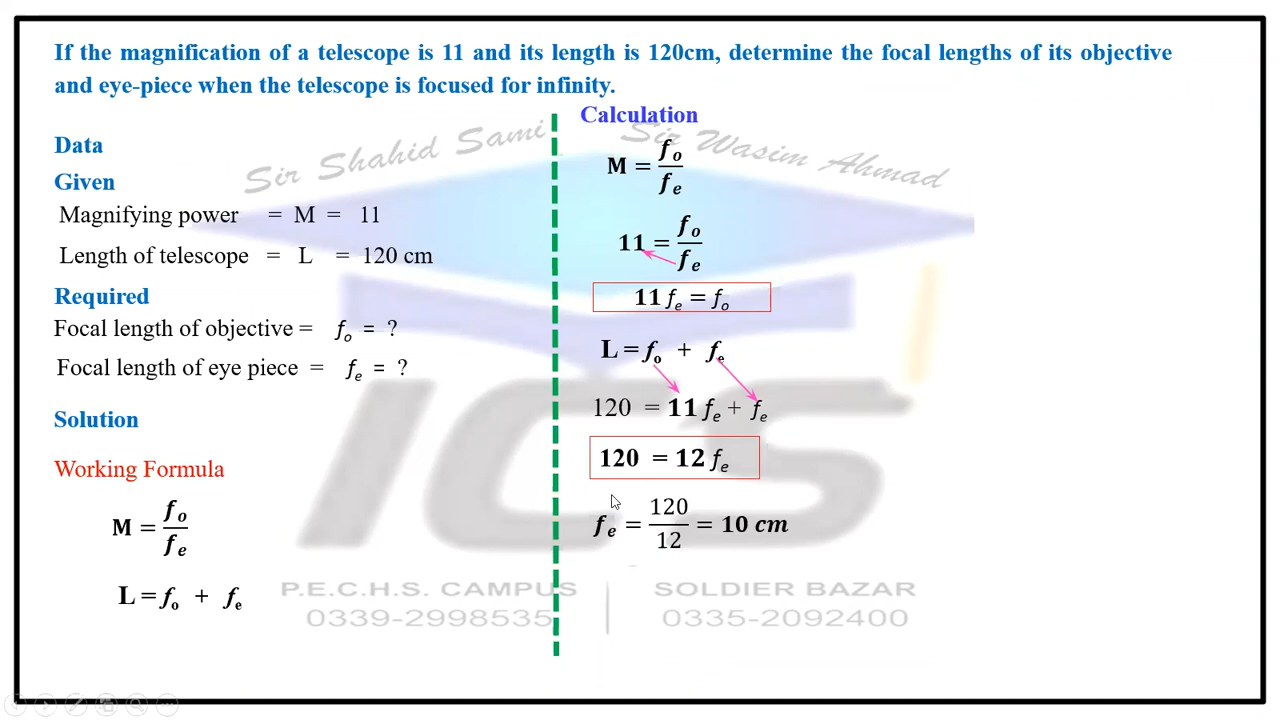 If the magnification of a telescope is 11 and its length is 120cm, determine the focal lengths of its objective
and eye-piece when the telescope is focused for infinity.
Data
Given
Magnifying power = M = 11
Length of telescope = L = 120 cm
Required
Focal length of objective = fₒ = ?
Focal length of eye piece = fₑ = ?
Solution
Working Formula
M = fₒ/fₑ
L = fₒ + fₑ
Calculation
M = fₒ/fₑ
11 = fₒ/fₑ
11 fₑ = fₒ
L = fₒ + fₑ
120 = 11 fₑ + fₑ
120 = 12 fₑ
fₑ = 120/12 = 10 cm
Sir Shahid Sami
Sir Wasim Ahmad
ICS
P.E.C.H.S. CAMPUS
0339-2998535
SOLDIER BAZAR
0335-2092400